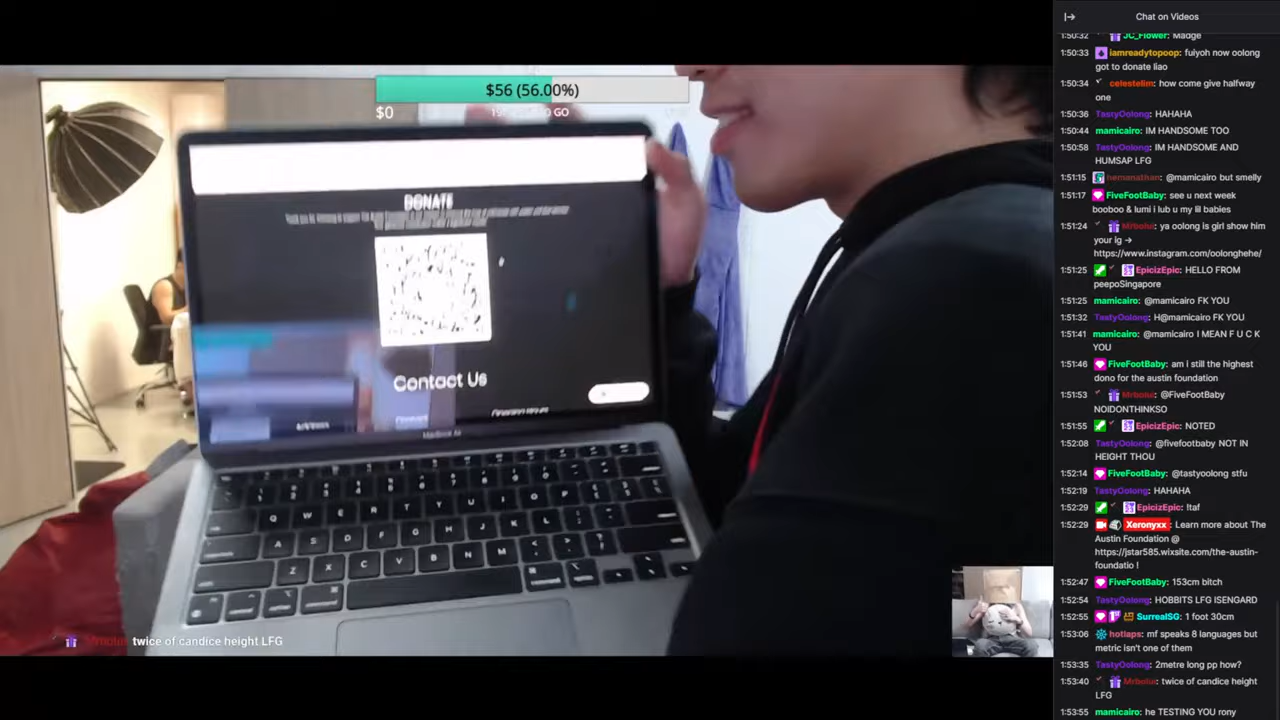 $56 (56.00%)
$0
DONATE
Contact Us
MacBook Air
Q W E R T Y U I O P
A S D F G H J K L
Z X C V B N M
command
twice of candice height LFG
Chat on Videos
1:50:32 JC_Flower: Madge
1:50:33 iamreadytopoop: fuiyoh now oolong
got to donate liao
1:50:34 celestelim: how come give halfway
one
1:50:36 TastyOolong: HAHAHA
1:50:44 mamicairo: IM HANDSOME TOO
1:50:58 TastyOolong: IM HANDSOME AND
HUMSAP LFG
1:51:15 hemanathan: @mamicairo but smelly
1:51:17 FiveFootBaby: see u next week
booboo & lumi i lub u my lil babies
1:51:24 Mrbolui: ya oolong is girl show him
your ig →
https://www.instagram.com/oolonghehe/
1:51:25 EpicizEpic: HELLO FROM
peepoSingapore
1:51:25 mamicairo: @mamicairo FK YOU
1:51:32 TastyOolong: H@mamicairo FK YOU
1:51:41 mamicairo: @mamicairo I MEAN F U C K
YOU
1:51:46 FiveFootBaby: am i still the highest
dono for the austin foundation
1:51:53 Mrbolui: @FiveFootBaby
NOIDONTHINKSO
1:51:55 EpicizEpic: NOTED
1:52:08 TastyOolong: @fivefootbaby NOT IN
HEIGHT THOU
1:52:14 FiveFootBaby: @tastyoolong stfu
1:52:19 TastyOolong: HAHAHA
1:52:29 EpicizEpic: !taf
1:52:29 Xeronyxx: Learn more about The
Austin Foundation @
https://jstar585.wixsite.com/the-austin-
foundatio !
1:52:47 FiveFootBaby: 153cm bitch
1:52:54 TastyOolong: HOBBITS LFG ISENGARD
1:52:55 SurrealSG: 1 foot 30cm
1:53:06 hotlaps: mf speaks 8 languages but
metric isn't one of them
1:53:35 TastyOolong: 2metre long pp how?
1:53:40 Mrbolui: twice of candice height
LFG
1:53:55 mamicairo: he TESTING YOU rony